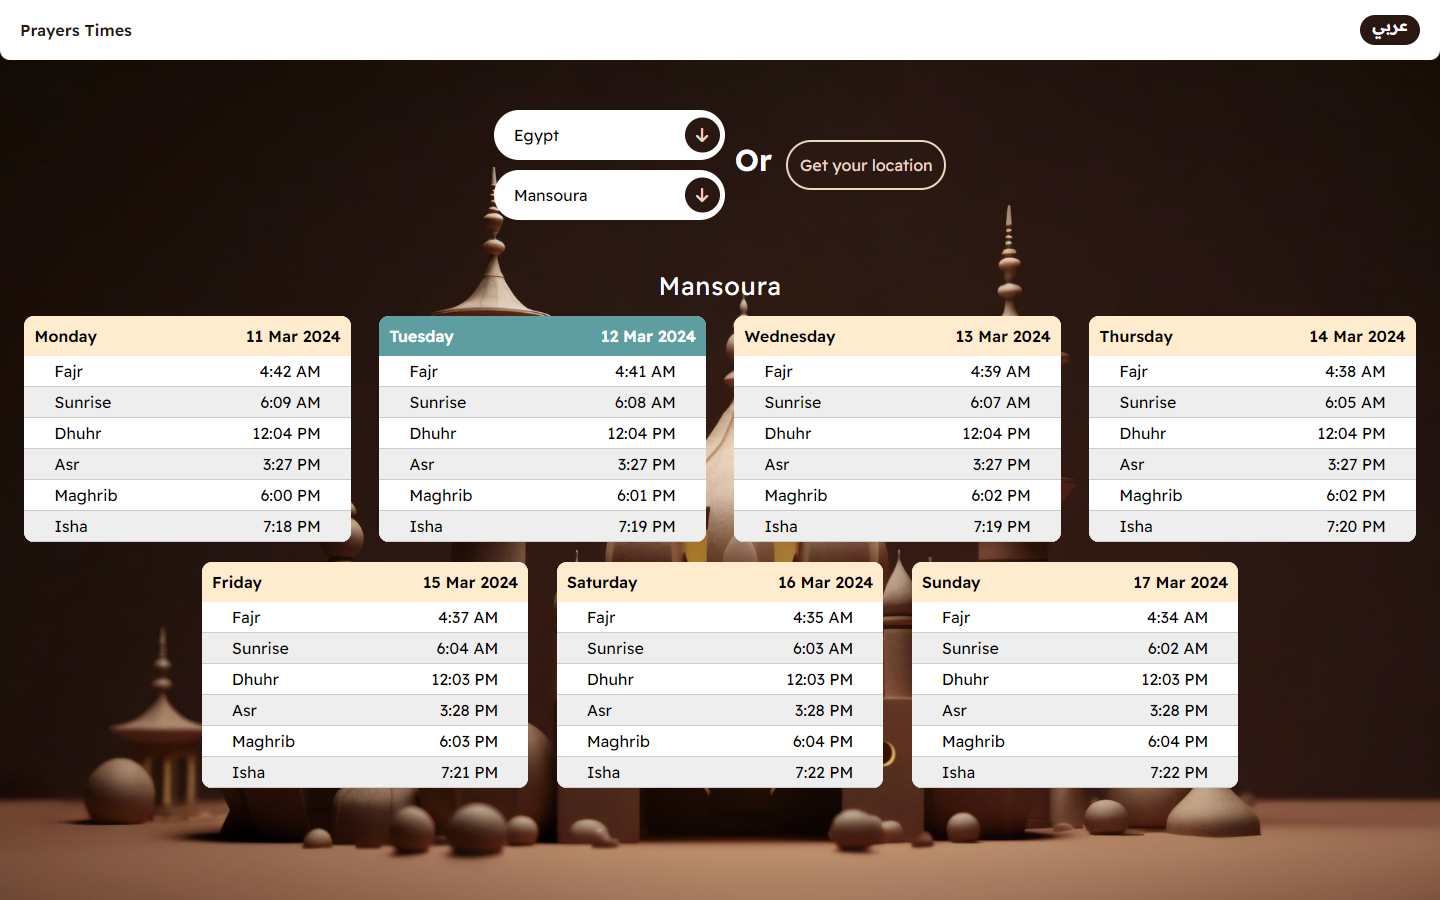 Prayers Times
عربي
Egypt
Mansoura
Or
Get your location
Mansoura
Monday 11 Mar 2024
Fajr 4:42 AM
Sunrise 6:09 AM
Dhuhr 12:04 PM
Asr 3:27 PM
Maghrib 6:00 PM
Isha 7:18 PM
Tuesday 12 Mar 2024
Fajr 4:41 AM
Sunrise 6:08 AM
Dhuhr 12:04 PM
Asr 3:27 PM
Maghrib 6:01 PM
Isha 7:19 PM
Wednesday 13 Mar 2024
Fajr 4:39 AM
Sunrise 6:07 AM
Dhuhr 12:04 PM
Asr 3:27 PM
Maghrib 6:02 PM
Isha 7:19 PM
Thursday 14 Mar 2024
Fajr 4:38 AM
Sunrise 6:05 AM
Dhuhr 12:04 PM
Asr 3:27 PM
Maghrib 6:02 PM
Isha 7:20 PM
Friday 15 Mar 2024
Fajr 4:37 AM
Sunrise 6:04 AM
Dhuhr 12:03 PM
Asr 3:28 PM
Maghrib 6:03 PM
Isha 7:21 PM
Saturday 16 Mar 2024
Fajr 4:35 AM
Sunrise 6:03 AM
Dhuhr 12:03 PM
Asr 3:28 PM
Maghrib 6:04 PM
Isha 7:22 PM
Sunday 17 Mar 2024
Fajr 4:34 AM
Sunrise 6:02 AM
Dhuhr 12:03 PM
Asr 3:28 PM
Maghrib 6:04 PM
Isha 7:22 PM